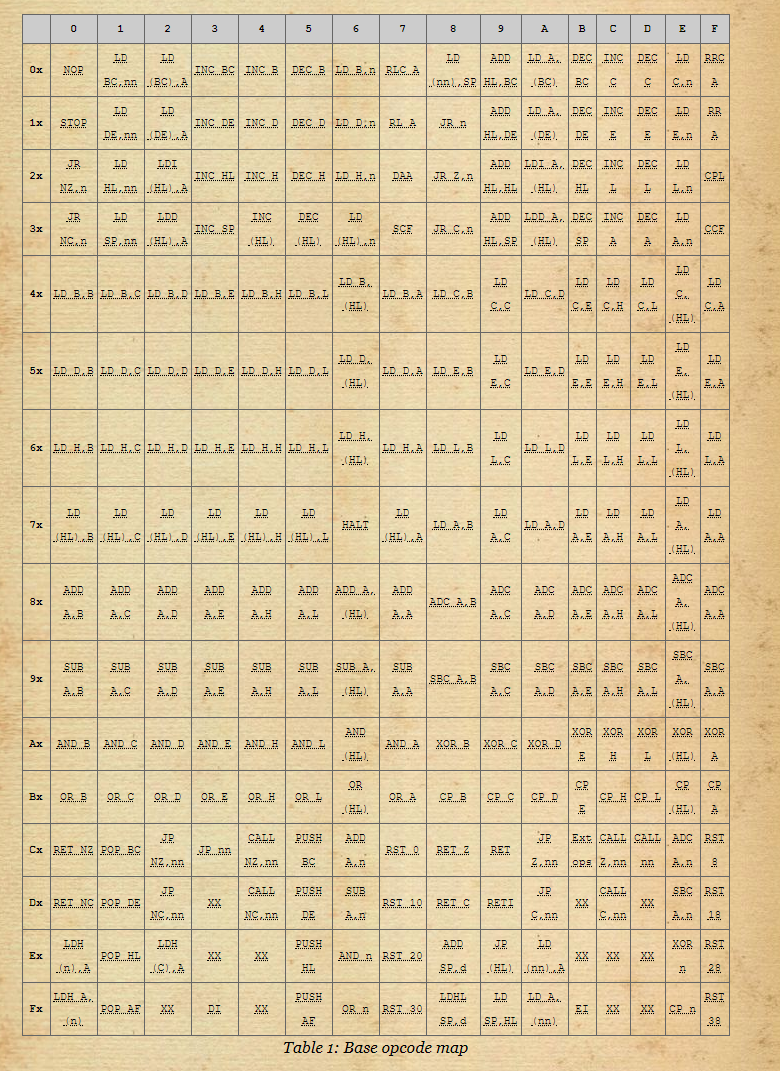 0 1 2 3 4 5 6 7 8 9 A B C D E F
0x NOP LD BC,nn LD (BC),A INC BC INC B DEC B LD B,n RLC A LD (nn),SP ADD HL,BC LD A,(BC) DEC BC INC C DEC C LD C,n RRC A
1x STOP LD DE,nn LD (DE),A INC DE INC D DEC D LD D,n RL A JR n ADD HL,DE LD A,(DE) DEC DE INC E DEC E LD E,n RR A
2x JR NZ,n LD HL,nn LDI (HL),A INC HL INC H DEC H LD H,n DAA JR Z,n ADD HL,HL LDI A,(HL) DEC HL INC L DEC L LD L,n CPL
3x JR NC,n LD SP,nn LDD (HL),A INC SP INC (HL) DEC (HL) LD (HL),n SCF JR C,n ADD HL,SP LDD A,(HL) DEC SP INC A DEC A LD A,n CCF
4x LD B,B LD B,C LD B,D LD B,E LD B,H LD B,L LD B,(HL) LD B,A LD C,B LD C,C LD C,D LD C,E LD C,H LD C,L LD C,(HL) LD C,A
5x LD D,B LD D,C LD D,D LD D,E LD D,H LD D,L LD D,(HL) LD D,A LD E,B LD E,C LD E,D LD E,E LD E,H LD E,L LD E,(HL) LD E,A
6x LD H,B LD H,C LD H,D LD H,E LD H,H LD H,L LD H,(HL) LD H,A LD L,B LD L,C LD L,D LD L,E LD L,H LD L,L LD L,(HL) LD L,A
7x LD (HL),B LD (HL),C LD (HL),D LD (HL),E LD (HL),H LD (HL),L HALT LD (HL),A LD A,B LD A,C LD A,D LD A,E LD A,H LD A,L LD A,(HL) LD A,A
8x ADD A,B ADD A,C ADD A,D ADD A,E ADD A,H ADD A,L ADD A,(HL) ADD A,A ADC A,B ADC A,C ADC A,D ADC A,E ADC A,H ADC A,L ADC A,(HL) ADC A,A
9x SUB A,B SUB A,C SUB A,D SUB A,E SUB A,H SUB A,L SUB A,(HL) SUB A,A SBC A,B SBC A,C SBC A,D SBC A,E SBC A,H SBC A,L SBC A,(HL) SBC A,A
Ax AND B AND C AND D AND E AND H AND L AND (HL) AND A XOR B XOR C XOR D XOR E XOR H XOR L XOR (HL) XOR A
Bx OR B OR C OR D OR E OR H OR L OR (HL) OR A CP B CP C CP D CP E CP H CP L CP (HL) CP A
Cx RET NZ POP BC JP NZ,nn JP nn CALL NZ,nn PUSH BC ADD A,n RST 0 RET Z RET JP Z,nn Ext ops CALL Z,nn CALL nn ADC A,n RST 8
Dx RET NC POP DE JP NC,nn XX CALL NC,nn PUSH DE SUB A,n RST 10 RET C RETI JP C,nn XX CALL C,nn XX SBC A,n RST 18
Ex LDH (n),A POP HL LDH (C),A XX XX PUSH HL AND n RST 20 ADD SP,d JP (HL) LD (nn),A XX XX XX XOR n RST 28
Fx LDH A,(n) POP AF XX DI XX PUSH AF OR n RST 30 LDHL SP,d LD SP,HL LD A,(nn) EI XX XX CP n RST 38
Table 1: Base opcode map